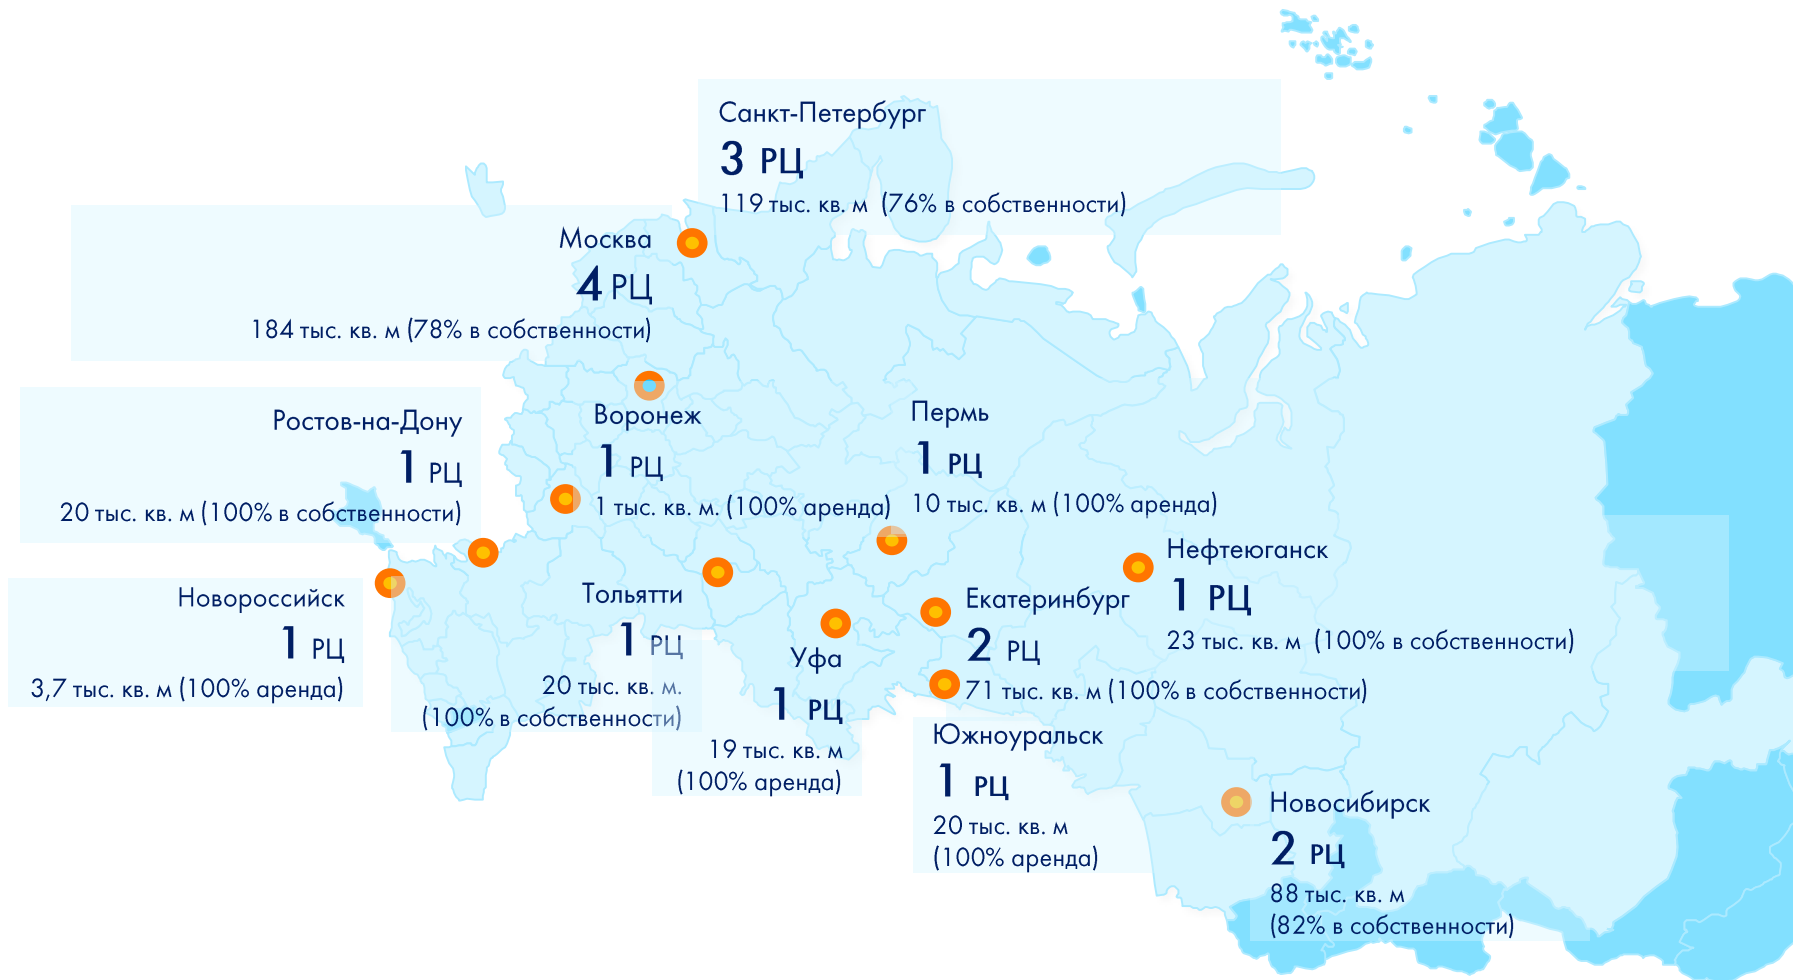 Санкт-Петербург
3 РЦ
119 тыс. кв. м (76% в собственности)
Москва
4 РЦ
184 тыс. кв. м (78% в собственности)
Ростов-на-Дону
1 РЦ
20 тыс. кв. м (100% в собственности)
Воронеж
1 РЦ
1 тыс. кв. м. (100% аренда)
Пермь
1 РЦ
10 тыс. кв. м (100% аренда)
Новороссийск
1 РЦ
3,7 тыс. кв. м (100% аренда)
Тольятти
1 РЦ
20 тыс. кв. м.
(100% в собственности)
Уфа
1 РЦ
19 тыс. кв. м
(100% аренда)
Екатеринбург
2 РЦ
71 тыс. кв. м (100% в собственности)
Нефтеюганск
1 РЦ
23 тыс. кв. м (100% в собственности)
Южноуральск
1 РЦ
20 тыс. кв. м
(100% аренда)
Новосибирск
2 РЦ
88 тыс. кв. м
(82% в собственности)